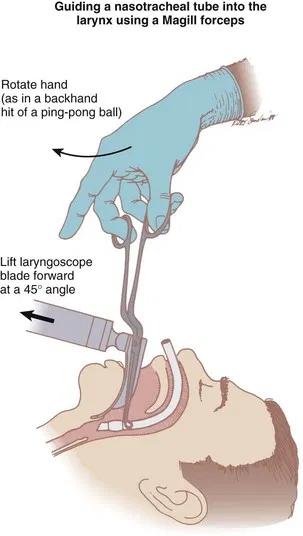 Guiding a nasotracheal tube into the
larynx using a Magill forceps
Rotate hand
(as in a backhand
hit of a ping-pong ball)
Lift laryngoscope
blade forward
at a 45° angle